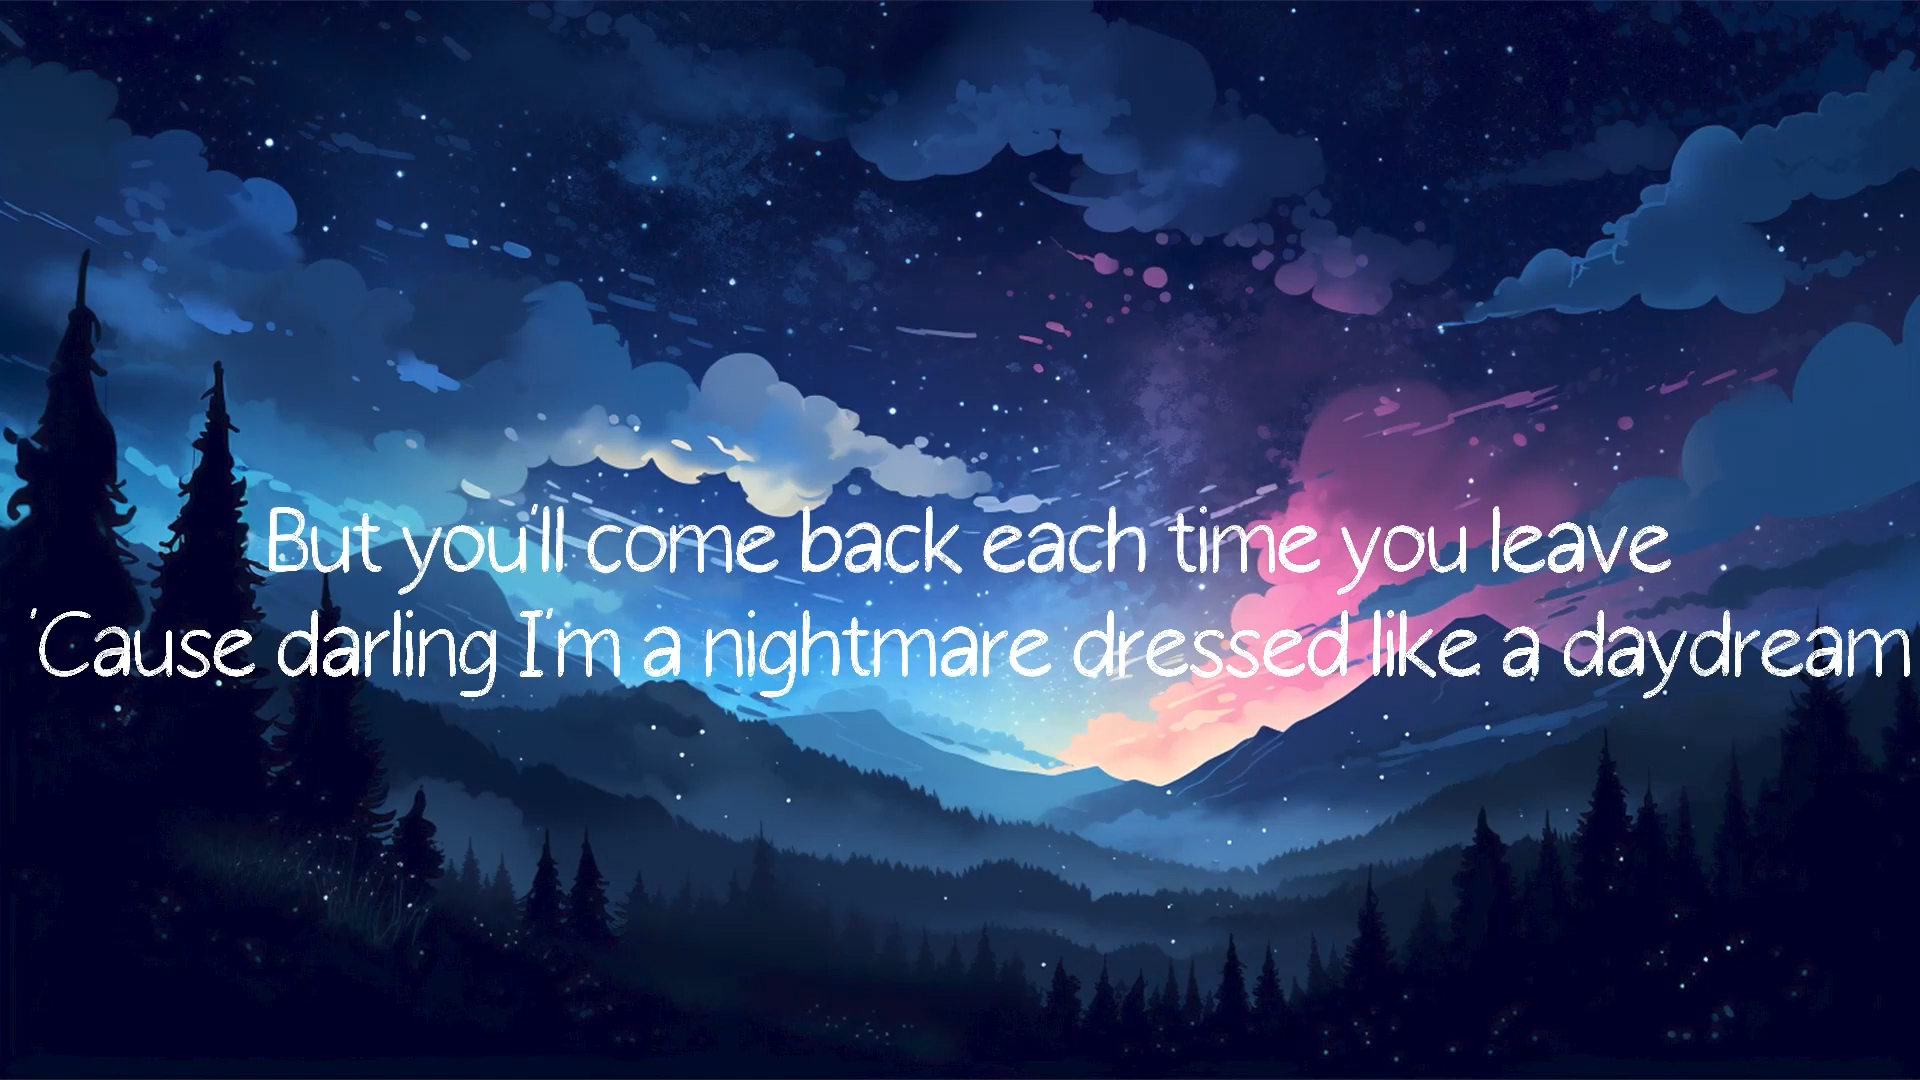 But you'll come back each time you leave
'Cause darling I'm a nightmare dressed like a daydream